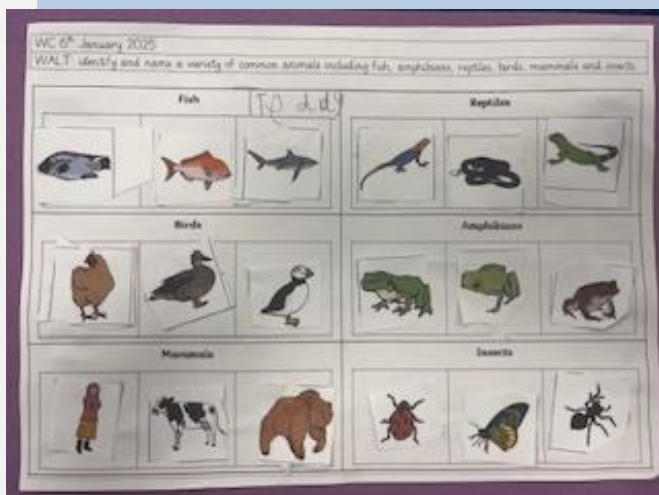 WC 6th January 2025
WALT: identify and name a variety of common animals including fish, amphibians, reptiles, birds, mammals and insects
Fish
Reptiles
Birds
Amphibians
Mammals
Insects